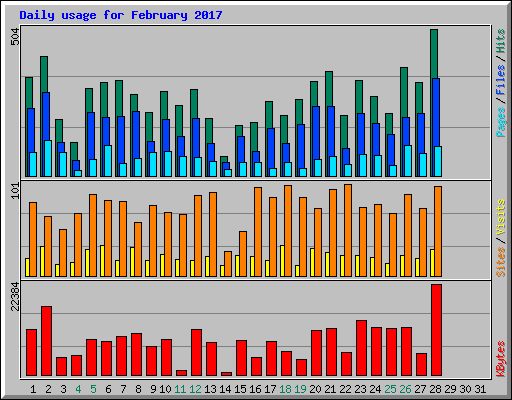 Daily usage for February 2017
504
Pages / Files / Hits
101
Sites / Visits
22384
KBytes
1 2 3 4 5 6 7 8 9 10 11 12 13 14 15 16 17 18 19 20 21 22 23 24 25 26 27 28 29 30 31